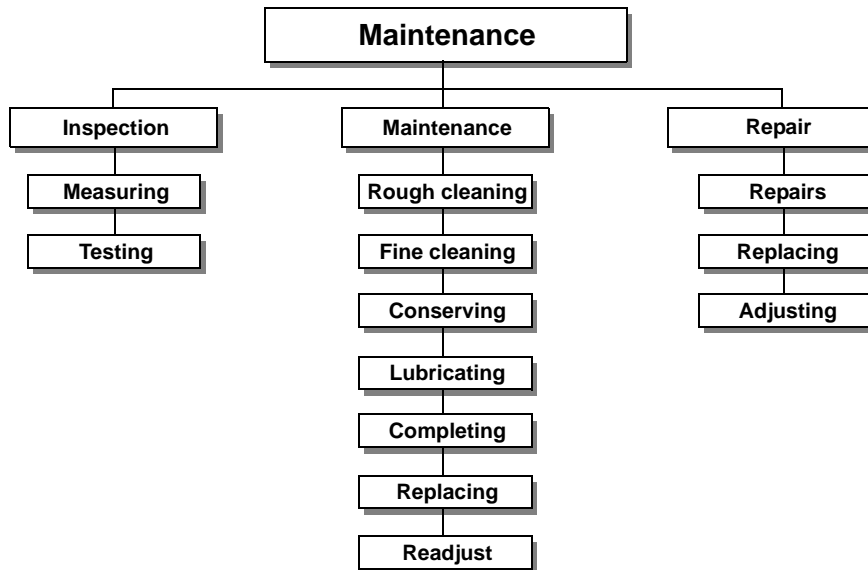 Maintenance
Inspection
Measuring
Testing
Maintenance
Rough cleaning
Fine cleaning
Conserving
Lubricating
Completing
Replacing
Readjust
Repair
Repairs
Replacing
Adjusting